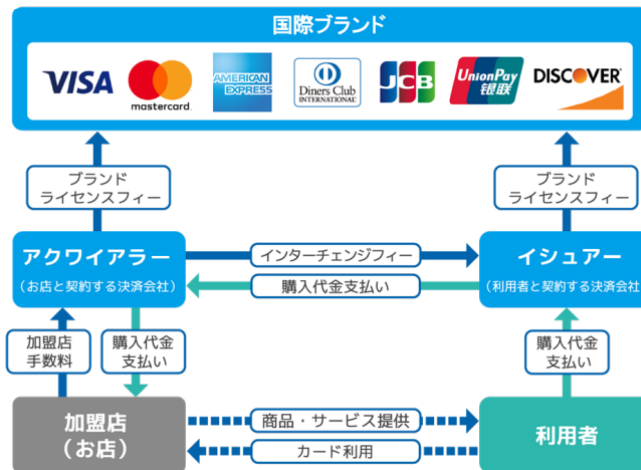 国際ブランド
VISA
mastercard.
AMERICAN
EXPRESS
Diners Club
INTERNATIONAL
JCB
UnionPay
银联
DISCOVER
ブランド
ライセンスフィー
ブランド
ライセンスフィー
アクワイアラー
(お店と契約する決済会社)
インターチェンジフィー
購入代金支払い
イシュアー
(利用者と契約する決済会社
加盟店
手数料
購入代金
支払い
購入代金
支払い
加盟店
(お店)
商品・サービス提供
カード利用
利用者